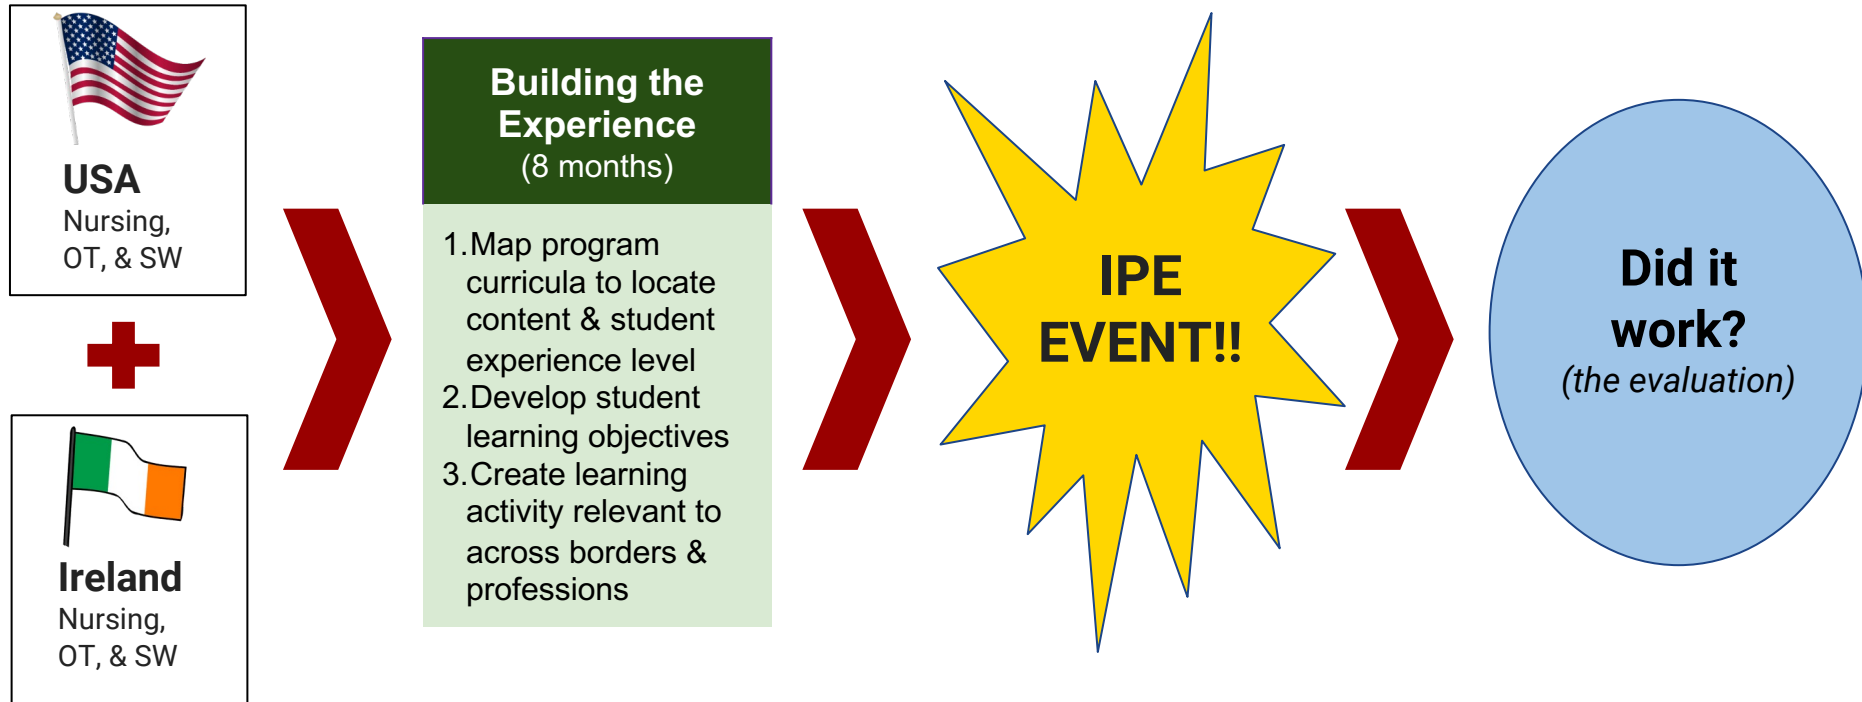 USA
Nursing,
OT, & SW
Ireland
Nursing,
OT, & SW
Building the
Experience
(8 months)
1.Map program
curricula to locate
content & student
experience level
2.Develop student
learning objectives
3.Create learning
activity relevant to
across borders &
professions
IPE
EVENT!!
Did it
work?
(the evaluation)